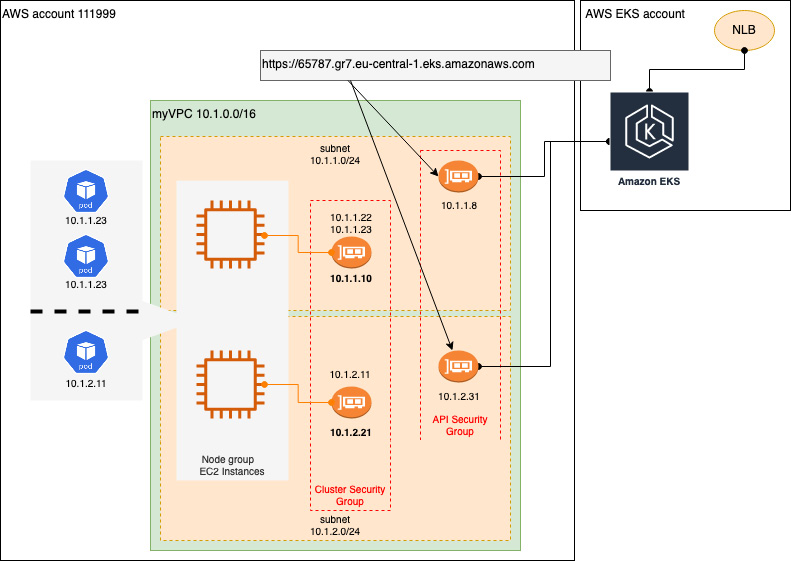 AWS account 111999
AWS EKS account
NLB
https://65787.gr7.eu-central-1.eks.amazonaws.com
Amazon EKS
myVPC 10.1.0.0/16
subnet
10.1.1.0/24
pod
10.1.1.23
pod
10.1.1.23
pod
10.1.2.11
10.1.1.22
10.1.1.23
10.1.1.10
10.1.1.8
10.1.2.11
10.1.2.21
10.1.2.31
API Security
Group
Node group
EC2 Instances
Cluster Security
Group
subnet
10.1.2.0/24